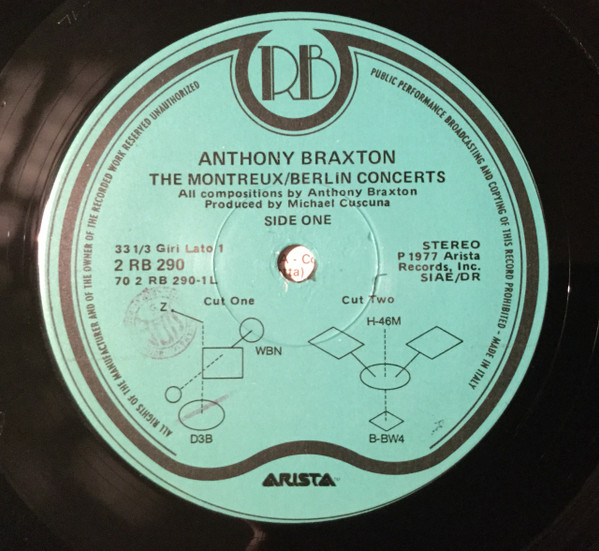 RB
ALL RIGHTS OF THE MANUFACTURER AND OF THE OWNER OF THE RECORDED WORK RESERVED UNAUTHORIZED
PUBLIC PERFORMANCE BROADCASTING AND COPYING OF THIS RECORD PROHIBITED - MADE IN ITALY
ANTHONY BRAXTON
THE MONTREUX/BERLIN CONCERTS
All compositions by Anthony Braxton
Produced by Michael Cuscuna
SIDE ONE
33 1/3 Giri Lato 1
2 RB 290
70 2 RB 290-1L
STEREO
P 1977 Arista
Records, Inc.
SIAE/DR
Cut One
Cut Two
Z
H-46M
WBN
D3B
B-BW4
ARISTA™